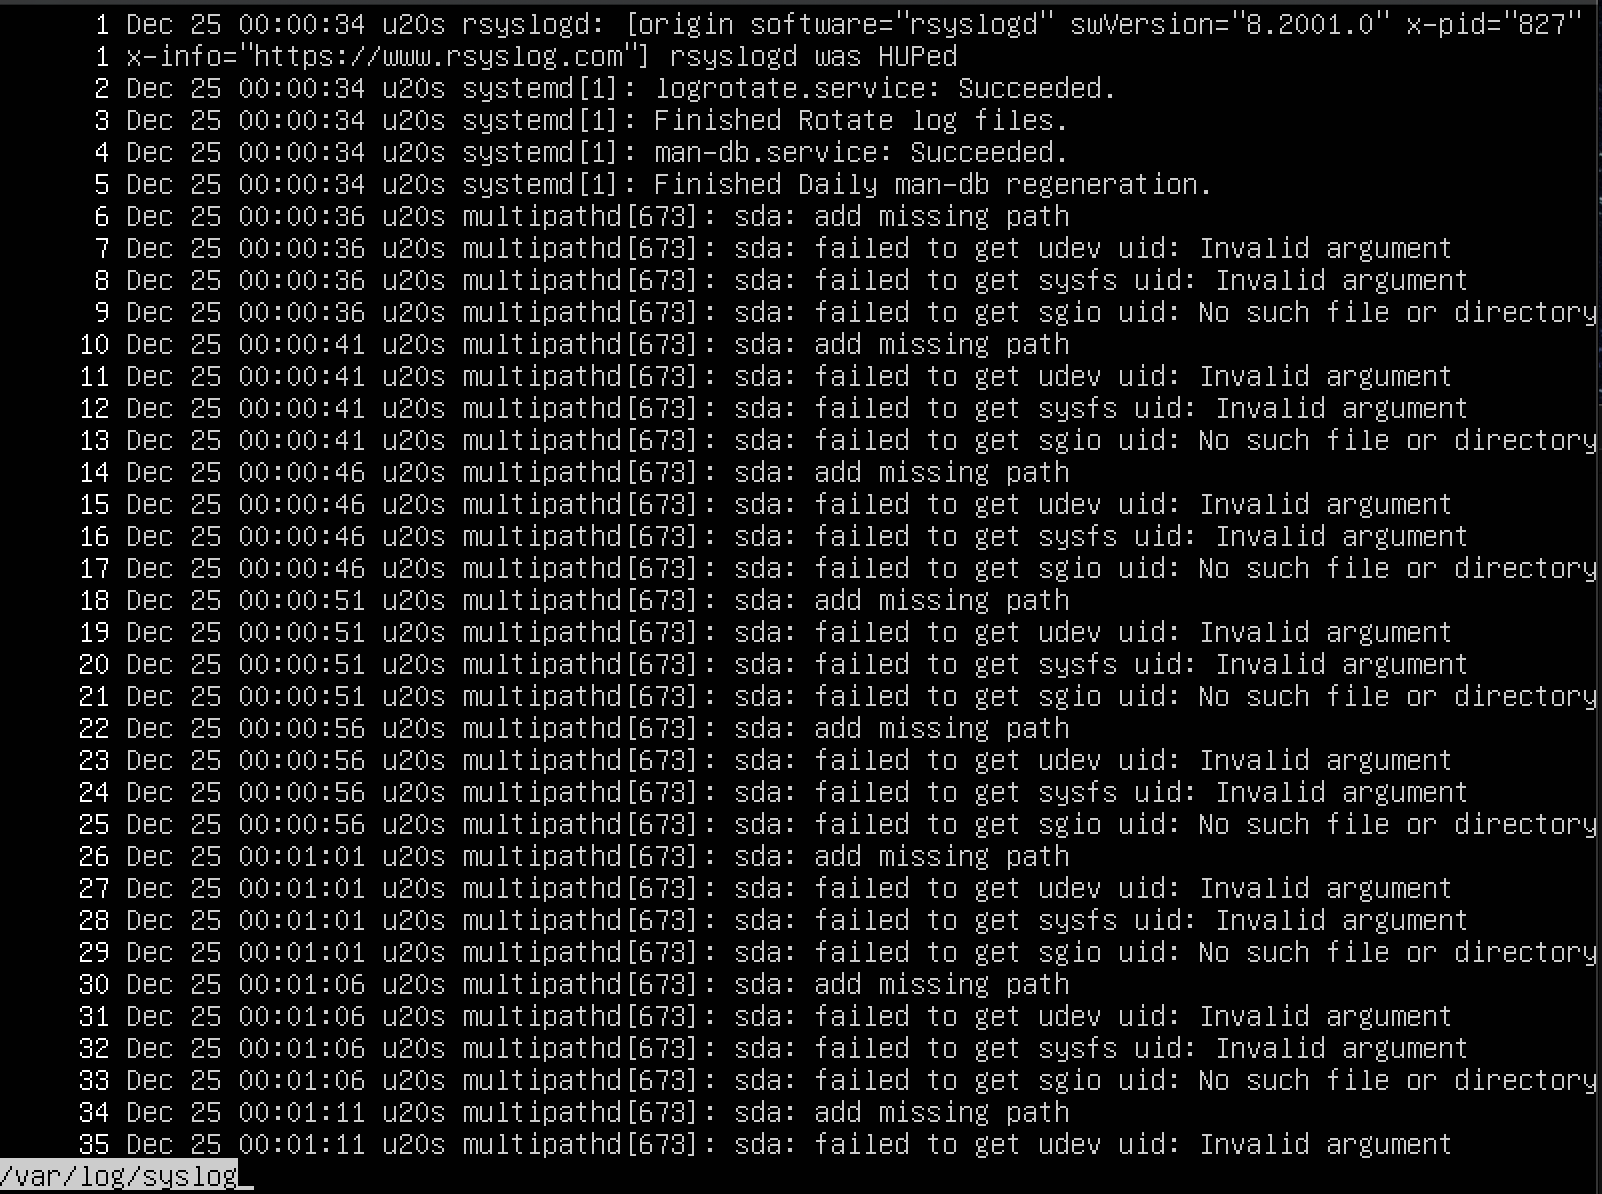 1 Dec 25 00:00:34 u20s rsyslogd: [origin software="rsyslogd" swVersion="8.2001.0" x-pid="827"
1 x-info="https://www.rsyslog.com"] rsyslogd was HUPed
2 Dec 25 00:00:34 u20s systemd[1]: logrotate.service: Succeeded.
3 Dec 25 00:00:34 u20s systemd[1]: Finished Rotate log files.
4 Dec 25 00:00:34 u20s systemd[1]: man-db.service: Succeeded.
5 Dec 25 00:00:34 u20s systemd[1]: Finished Daily man-db regeneration.
6 Dec 25 00:00:36 u20s multipathd[673]: sda: add missing path
7 Dec 25 00:00:36 u20s multipathd[673]: sda: failed to get udev uid: Invalid argument
8 Dec 25 00:00:36 u20s multipathd[673]: sda: failed to get sysfs uid: Invalid argument
9 Dec 25 00:00:36 u20s multipathd[673]: sda: failed to get sgio uid: No such file or directory
10 Dec 25 00:00:41 u20s multipathd[673]: sda: add missing path
11 Dec 25 00:00:41 u20s multipathd[673]: sda: failed to get udev uid: Invalid argument
12 Dec 25 00:00:41 u20s multipathd[673]: sda: failed to get sysfs uid: Invalid argument
13 Dec 25 00:00:41 u20s multipathd[673]: sda: failed to get sgio uid: No such file or directory
14 Dec 25 00:00:46 u20s multipathd[673]: sda: add missing path
15 Dec 25 00:00:46 u20s multipathd[673]: sda: failed to get udev uid: Invalid argument
16 Dec 25 00:00:46 u20s multipathd[673]: sda: failed to get sysfs uid: Invalid argument
17 Dec 25 00:00:46 u20s multipathd[673]: sda: failed to get sgio uid: No such file or directory
18 Dec 25 00:00:51 u20s multipathd[673]: sda: add missing path
19 Dec 25 00:00:51 u20s multipathd[673]: sda: failed to get udev uid: Invalid argument
20 Dec 25 00:00:51 u20s multipathd[673]: sda: failed to get sysfs uid: Invalid argument
21 Dec 25 00:00:51 u20s multipathd[673]: sda: failed to get sgio uid: No such file or directory
22 Dec 25 00:00:56 u20s multipathd[673]: sda: add missing path
23 Dec 25 00:00:56 u20s multipathd[673]: sda: failed to get udev uid: Invalid argument
24 Dec 25 00:00:56 u20s multipathd[673]: sda: failed to get sysfs uid: Invalid argument
25 Dec 25 00:00:56 u20s multipathd[673]: sda: failed to get sgio uid: No such file or directory
26 Dec 25 00:01:01 u20s multipathd[673]: sda: add missing path
27 Dec 25 00:01:01 u20s multipathd[673]: sda: failed to get udev uid: Invalid argument
28 Dec 25 00:01:01 u20s multipathd[673]: sda: failed to get sysfs uid: Invalid argument
29 Dec 25 00:01:01 u20s multipathd[673]: sda: failed to get sgio uid: No such file or directory
30 Dec 25 00:01:06 u20s multipathd[673]: sda: add missing path
31 Dec 25 00:01:06 u20s multipathd[673]: sda: failed to get udev uid: Invalid argument
32 Dec 25 00:01:06 u20s multipathd[673]: sda: failed to get sysfs uid: Invalid argument
33 Dec 25 00:01:06 u20s multipathd[673]: sda: failed to get sgio uid: No such file or directory
34 Dec 25 00:01:11 u20s multipathd[673]: sda: add missing path
35 Dec 25 00:01:11 u20s multipathd[673]: sda: failed to get udev uid: Invalid argument
/var/log/syslog